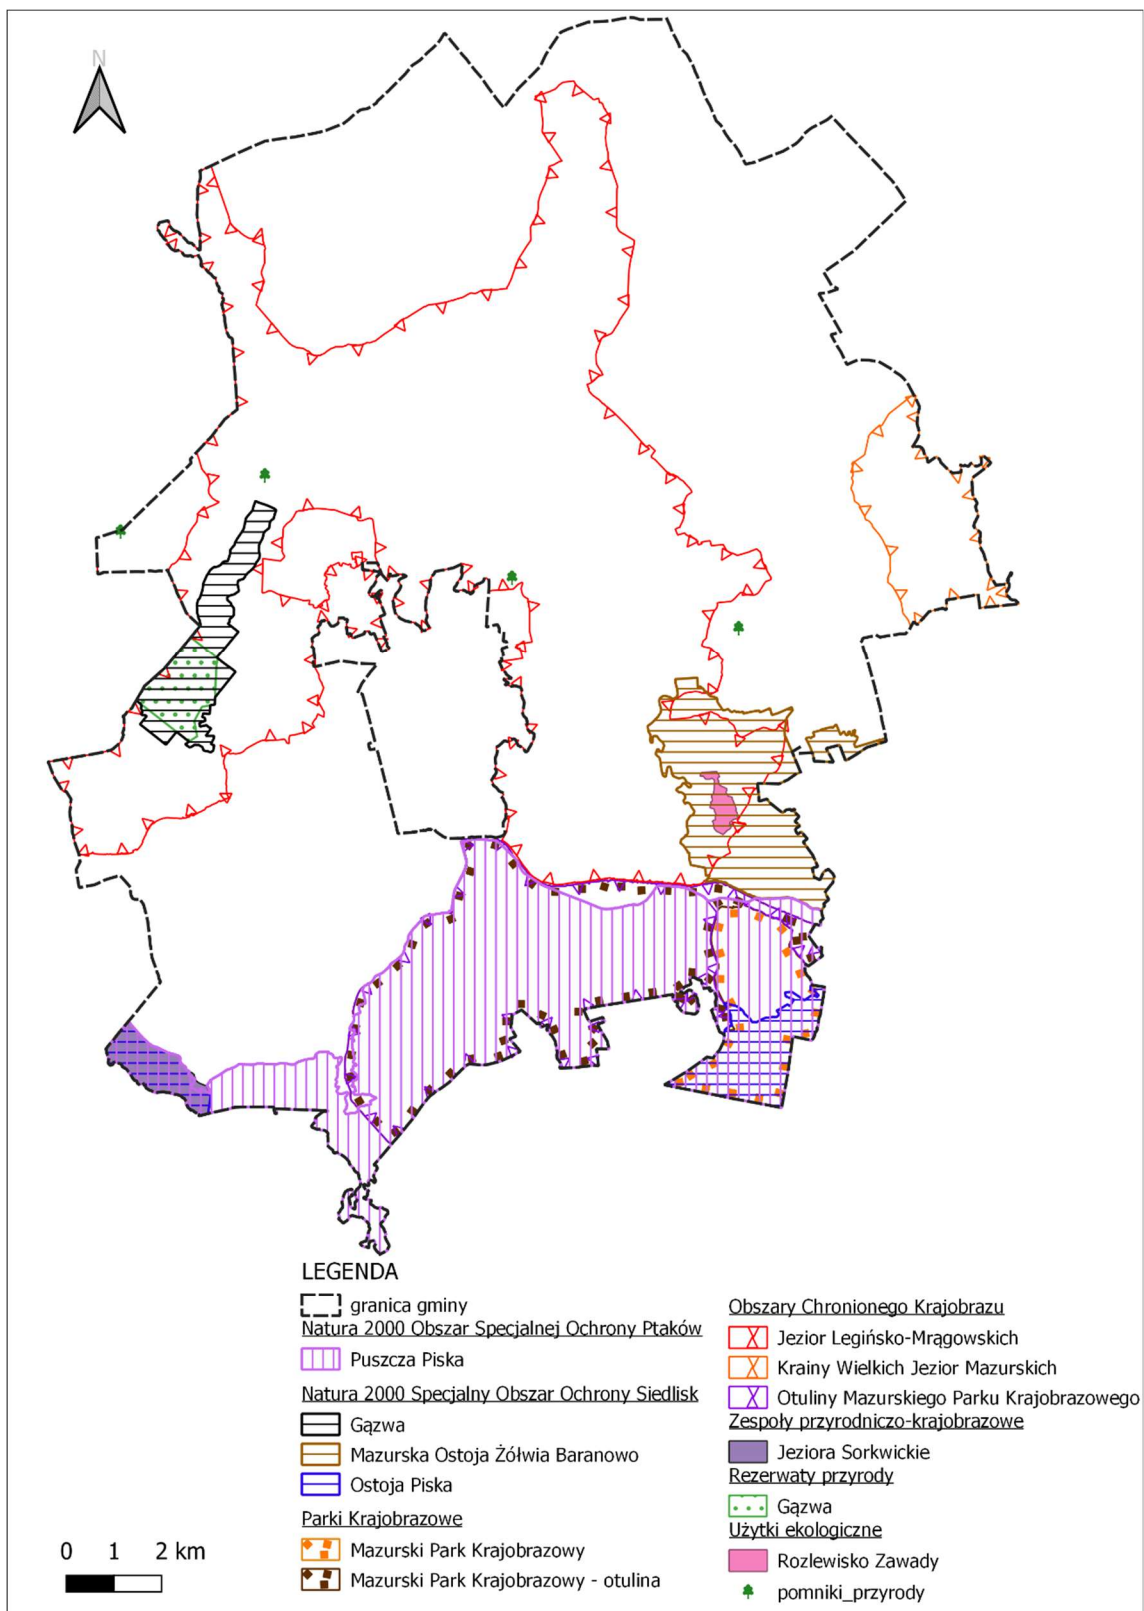 N
LEGENDA
granica gminy
Natura 2000 Obszar Specjalnej Ochrony Ptaków
Puszcza Piska
Natura 2000 Specjalny Obszar Ochrony Siedlisk
Gązwa
Mazurska Ostoja Żółwia Baranowo
Ostoja Piska
Parki Krajobrazowe
Mazurski Park Krajobrazowy
Mazurski Park Krajobrazowy - otulina
Obszary Chronionego Krajobrazu
Jezior Legińsko-Mrągowskich
Krainy Wielkich Jezior Mazurskich
Otuliny Mazurskiego Parku Krajobrazowego
Zespoły przyrodniczo-krajobrazowe
Jeziora Sorkwickie
Rezerwaty przyrody
Gązwa
Użytki ekologiczne
Rozlewisko Zawady
pomniki_przyrody
0 1 2 km